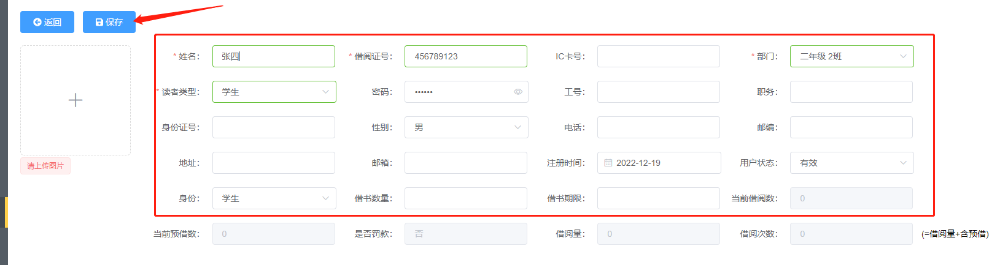 返回 保存
* 姓名： 张四 * 借阅证号： 456789123 IC卡号： * 部门： 二年级 2班
* 读者类型： 学生 密码： •••••• 工号： 职务：
身份证号： 性别： 男 电话： 邮编：
请上传图片
地址： 邮箱： 注册时间： 2022-12-19 用户状态： 有效
身份： 学生 借书数量： 借书期限： 当前借阅数： 0
当前预借数： 0 是否罚款： 否 借阅量： 0 借阅次数： 0 (=借阅量+含预借)